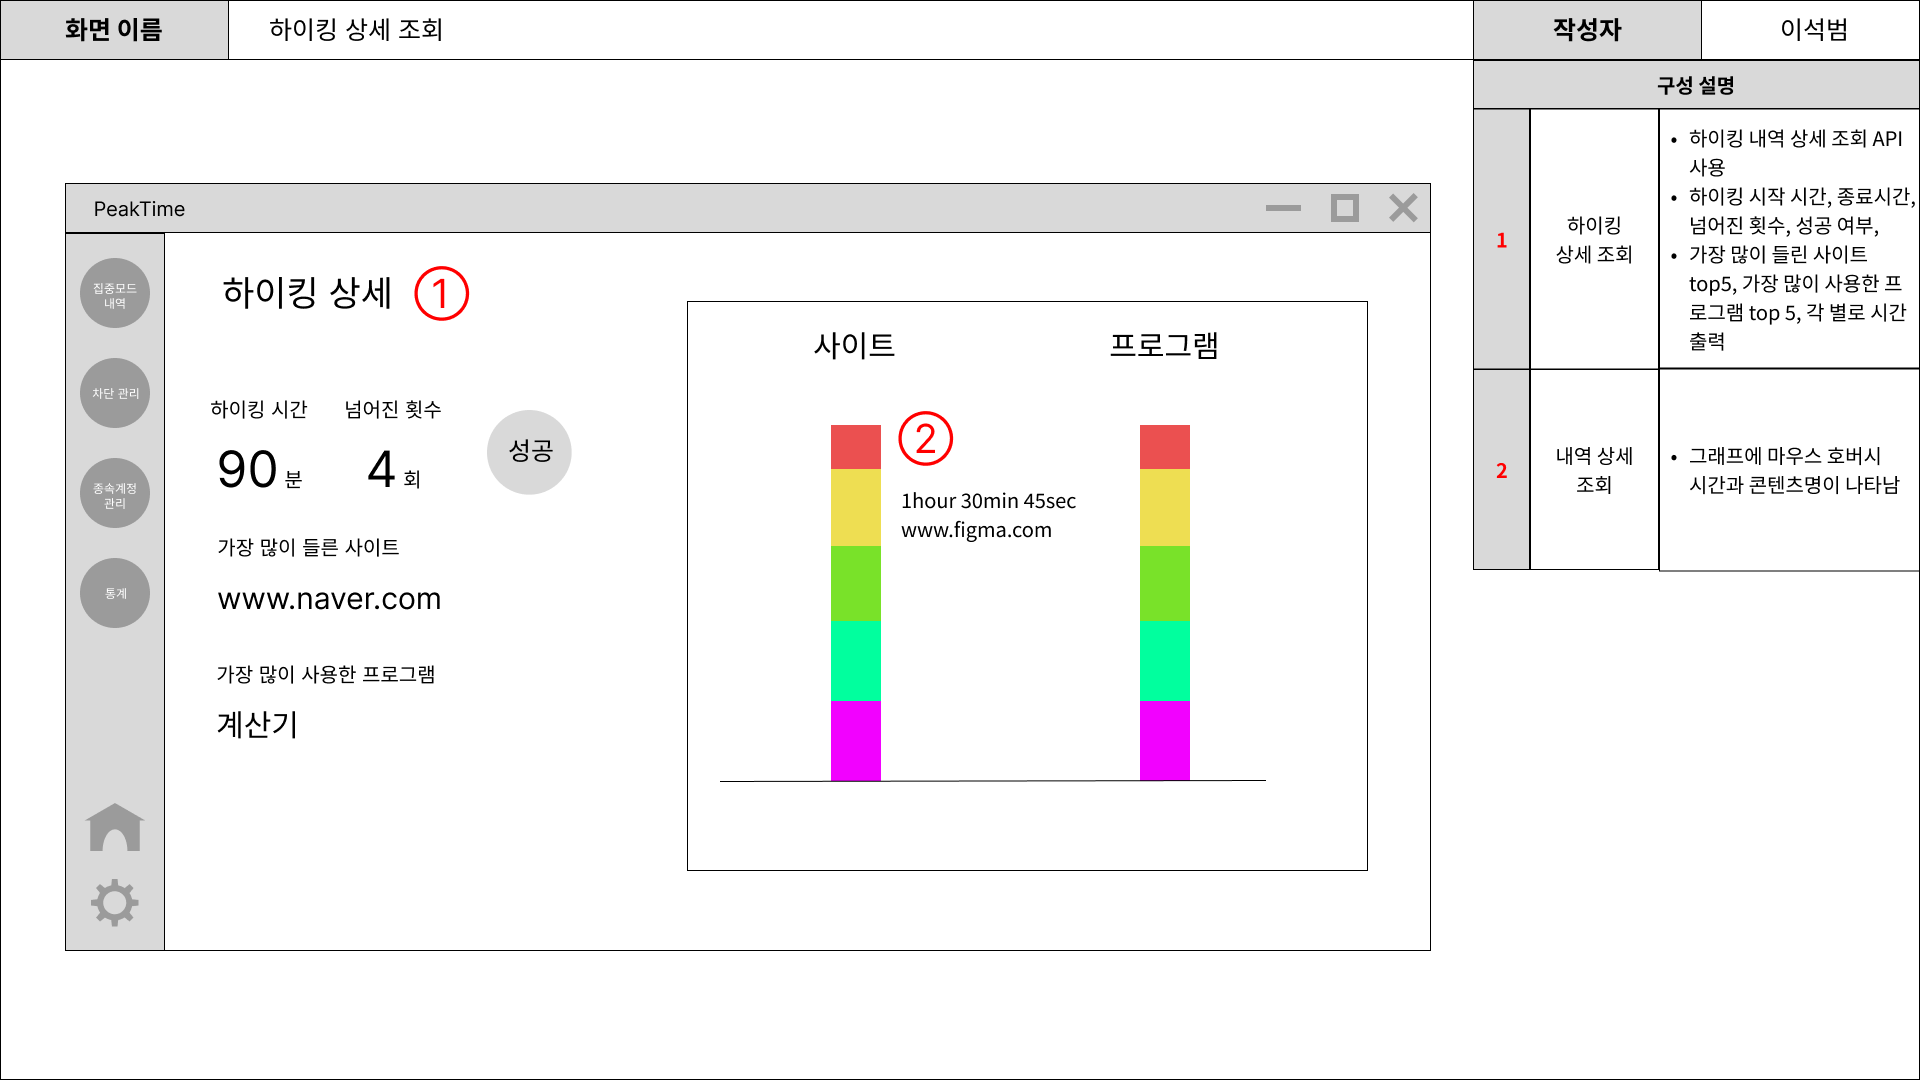 화면 이름
하이킹 상세 조회
작성자
이석범
구성 설명
1
하이킹
상세 조회
• 하이킹 내역 상세 조회 API
사용
• 하이킹 시작 시간, 종료시간,
넘어진 횟수, 성공 여부,
• 가장 많이 들린 사이트
top5, 가장 많이 사용한 프
로그램 top 5, 각 별로 시간
출력
2
내역 상세
조회
• 그래프에 마우스 호버시
시간과 콘텐츠명이 나타남
PeakTime
집중모드
내역
차단 관리
종속계정
관리
통계
하이킹 상세
1
하이킹 시간
넘어진 횟수
90 분
4 회
성공
가장 많이 들른 사이트
www.naver.com
가장 많이 사용한 프로그램
계산기
사이트
프로그램
2
1hour 30min 45sec
www.figma.com